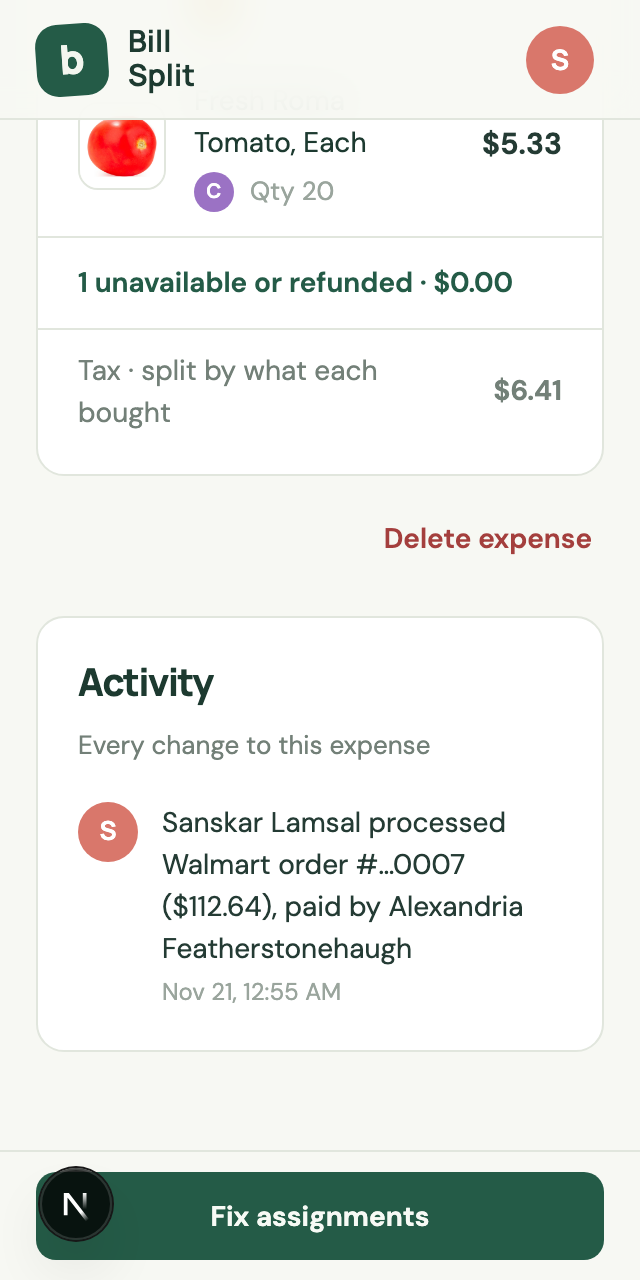 b
Bill
Split
S
Fresh Roma
Tomato, Each
$5.33
C
Qty 20
1 unavailable or refunded · $0.00
Tax · split by what each
bought
$6.41
Delete expense
Activity
Every change to this expense
S
Sanskar Lamsal processed
Walmart order #…0007
($112.64), paid by Alexandria
Featherstonehaugh
Nov 21, 12:55 AM
N
Fix assignments